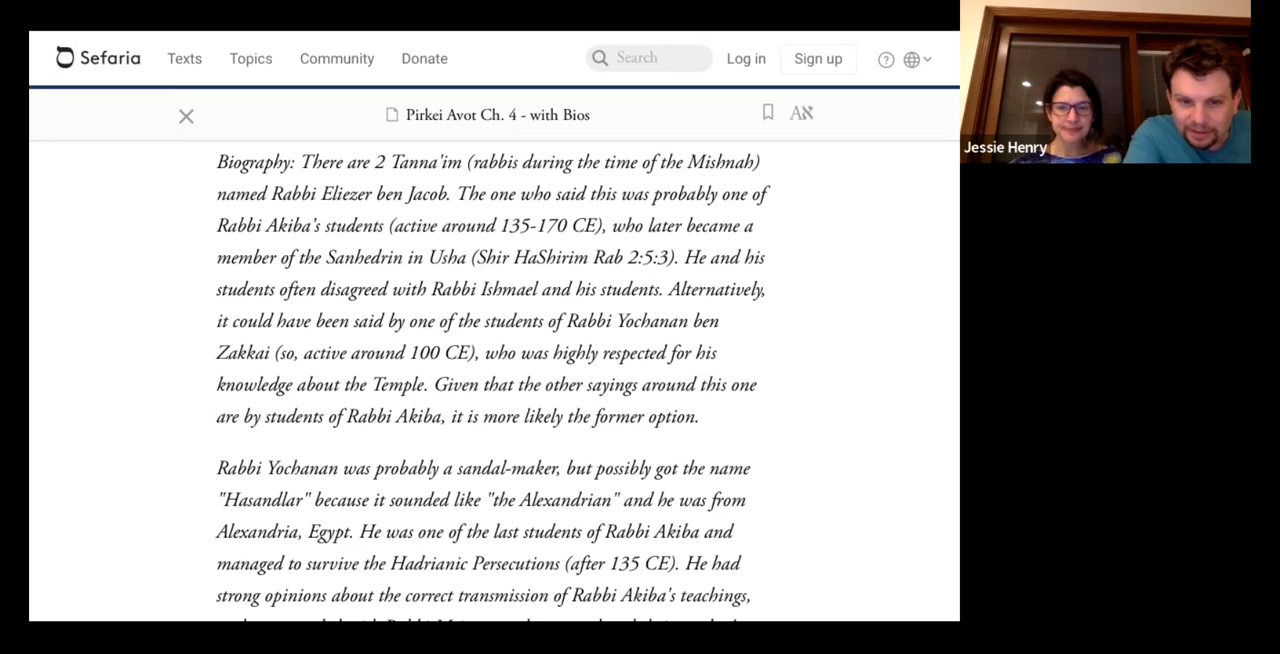 Sefaria Texts Topics Community Donate Search Log in Sign up
Pirkei Avot Ch. 4 - with Bios Aא
Biography: There are 2 Tanna'im (rabbis during the time of the Mishnah)
named Rabbi Eliezer ben Jacob. The one who said this was probably one of
Rabbi Akiba's students (active around 135-170 CE), who later became a
member of the Sanhedrin in Usha (Shir HaShirim Rab 2:5:3). He and his
students often disagreed with Rabbi Ishmael and his students. Alternatively,
it could have been said by one of the students of Rabbi Yochanan ben
Zakkai (so, active around 100 CE), who was highly respected for his
knowledge about the Temple. Given that the other sayings around this one
are by students of Rabbi Akiba, it is more likely the former option.
Rabbi Yochanan was probably a sandal-maker, but possibly got the name
"Hasandlar" because it sounded like "the Alexandrian" and he was from
Alexandria, Egypt. He was one of the last students of Rabbi Akiba and
managed to survive the Hadrianic Persecutions (after 135 CE). He had
strong opinions about the correct transmission of Rabbi Akiba's teachings,
Jessie Henry